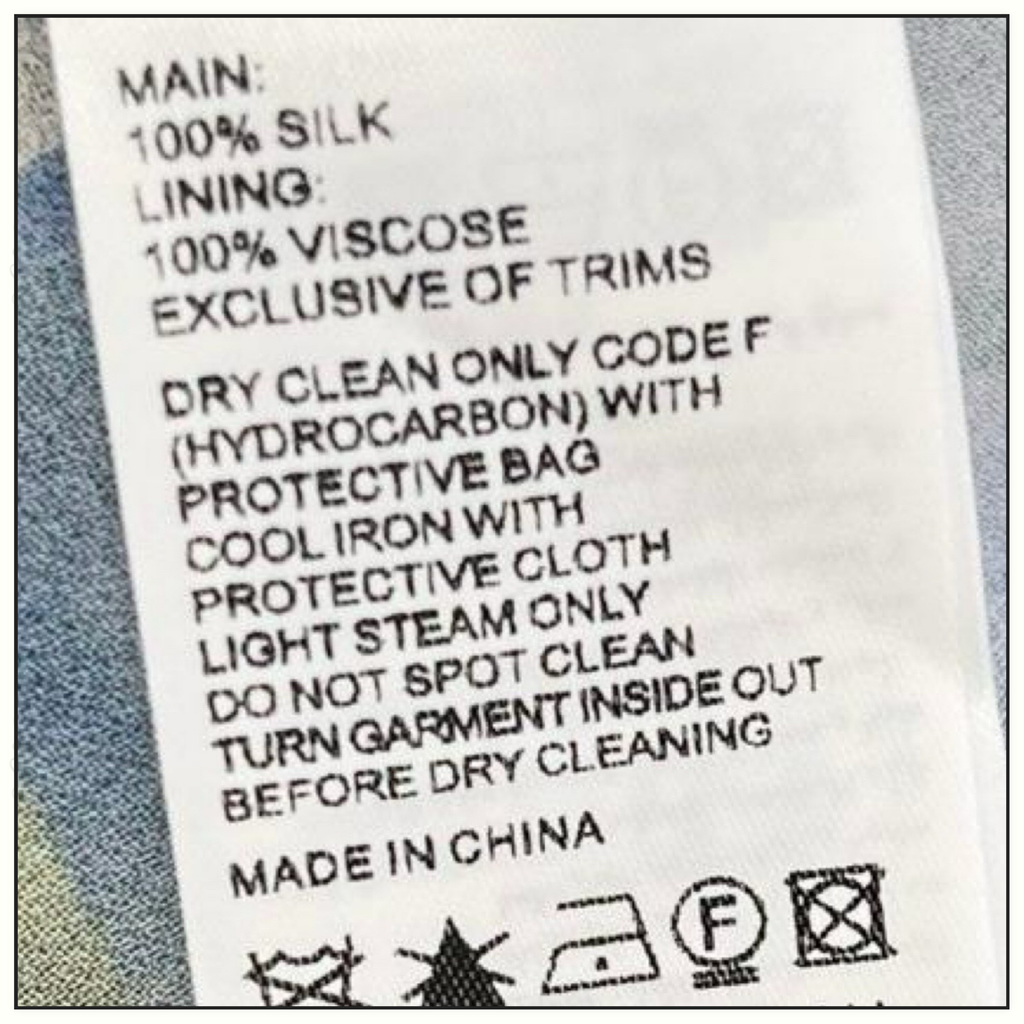 MAIN:
100% SILK
LINING:
100% VISCOSE
EXCLUSIVE OF TRIMS
DRY CLEAN ONLY CODE F
(HYDROCARBON) WITH
PROTECTIVE BAG
COOL IRON WITH
PROTECTIVE CLOTH
LIGHT STEAM ONLY
DO NOT SPOT CLEAN
TURN GARMENT INSIDE OUT
BEFORE DRY CLEANING
MADE IN CHINA
F